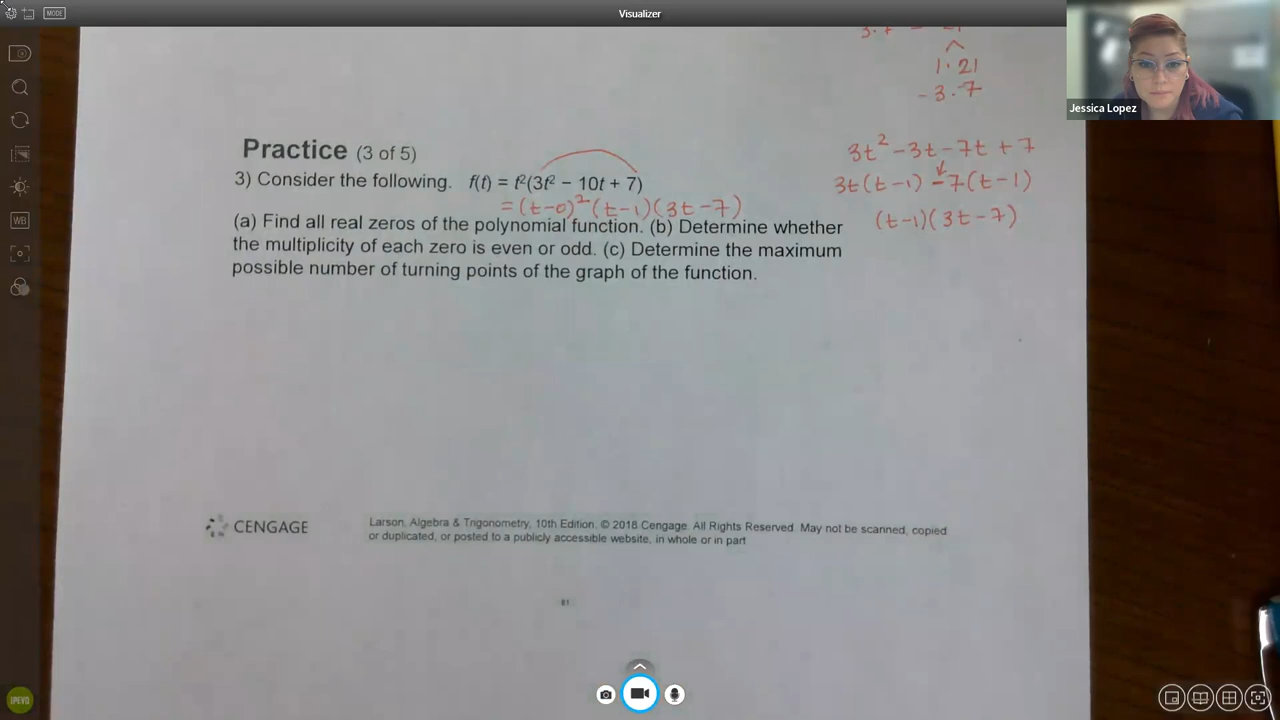 MODE
Visualizer
Jessica Lopez
WB
1 · 21
- 3 · 7
Practice (3 of 5)
3) Consider the following. f(t) = t²(3t² − 10t + 7)
= (t-0)² (t-1)(3t-7)
(a) Find all real zeros of the polynomial function. (b) Determine whether
the multiplicity of each zero is even or odd. (c) Determine the maximum
possible number of turning points of the graph of the function.
3t² -3t -7t +7
3t(t-1) -7(t-1)
(t-1)(3t-7)
CENGAGE
Larson, Algebra & Trigonometry, 10th Edition. © 2018 Cengage. All Rights Reserved. May not be scanned, copied
or duplicated, or posted to a publicly accessible website, in whole or in part
81
IPEVO